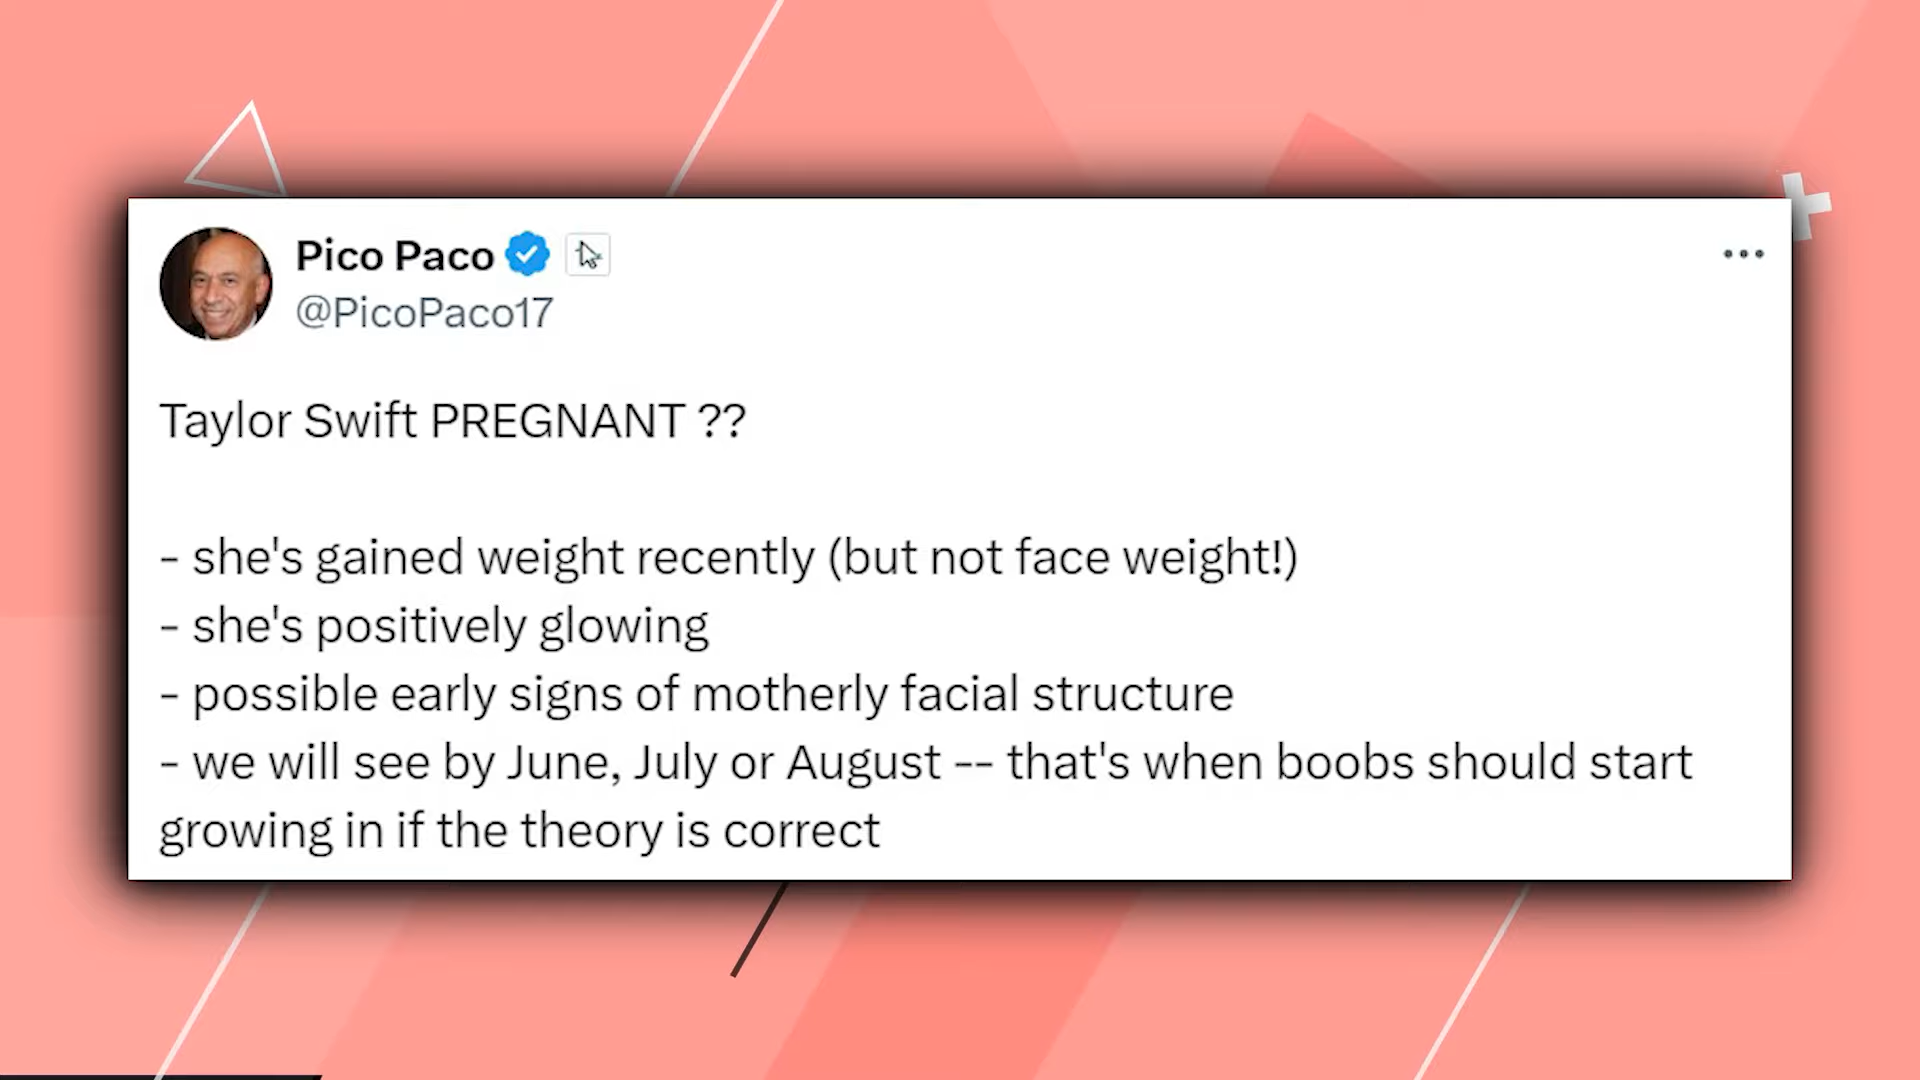 Pico Paco
@PicoPaco17
Taylor Swift PREGNANT ??
- she's gained weight recently (but not face weight!)
- she's positively glowing
- possible early signs of motherly facial structure
- we will see by June, July or August -- that's when boobs should start
growing in if the theory is correct